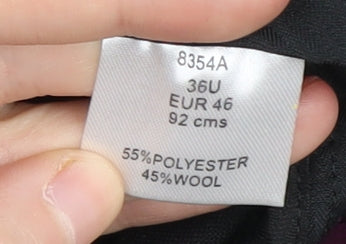 8354A
36U
EUR 46
92 cms
55%POLYESTER
45%WOOL